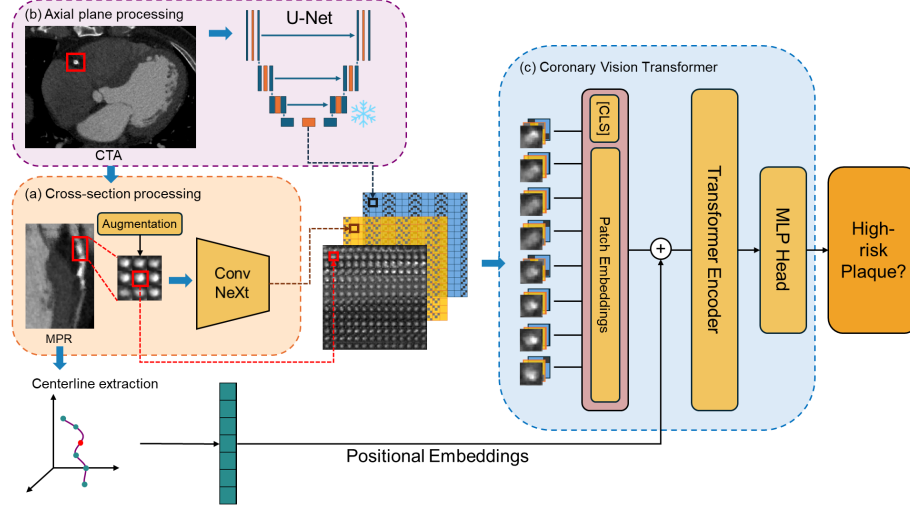 (b) Axial plane processing
U-Net
CTA
(a) Cross-section processing
Augmentation
Conv
NeXt
MPR
Centerline extraction
Positional Embeddings
(c) Coronary Vision Transformer
[CLS]
Patch Embeddings
+
Transformer Encoder
MLP Head
High-
risk
Plaque?